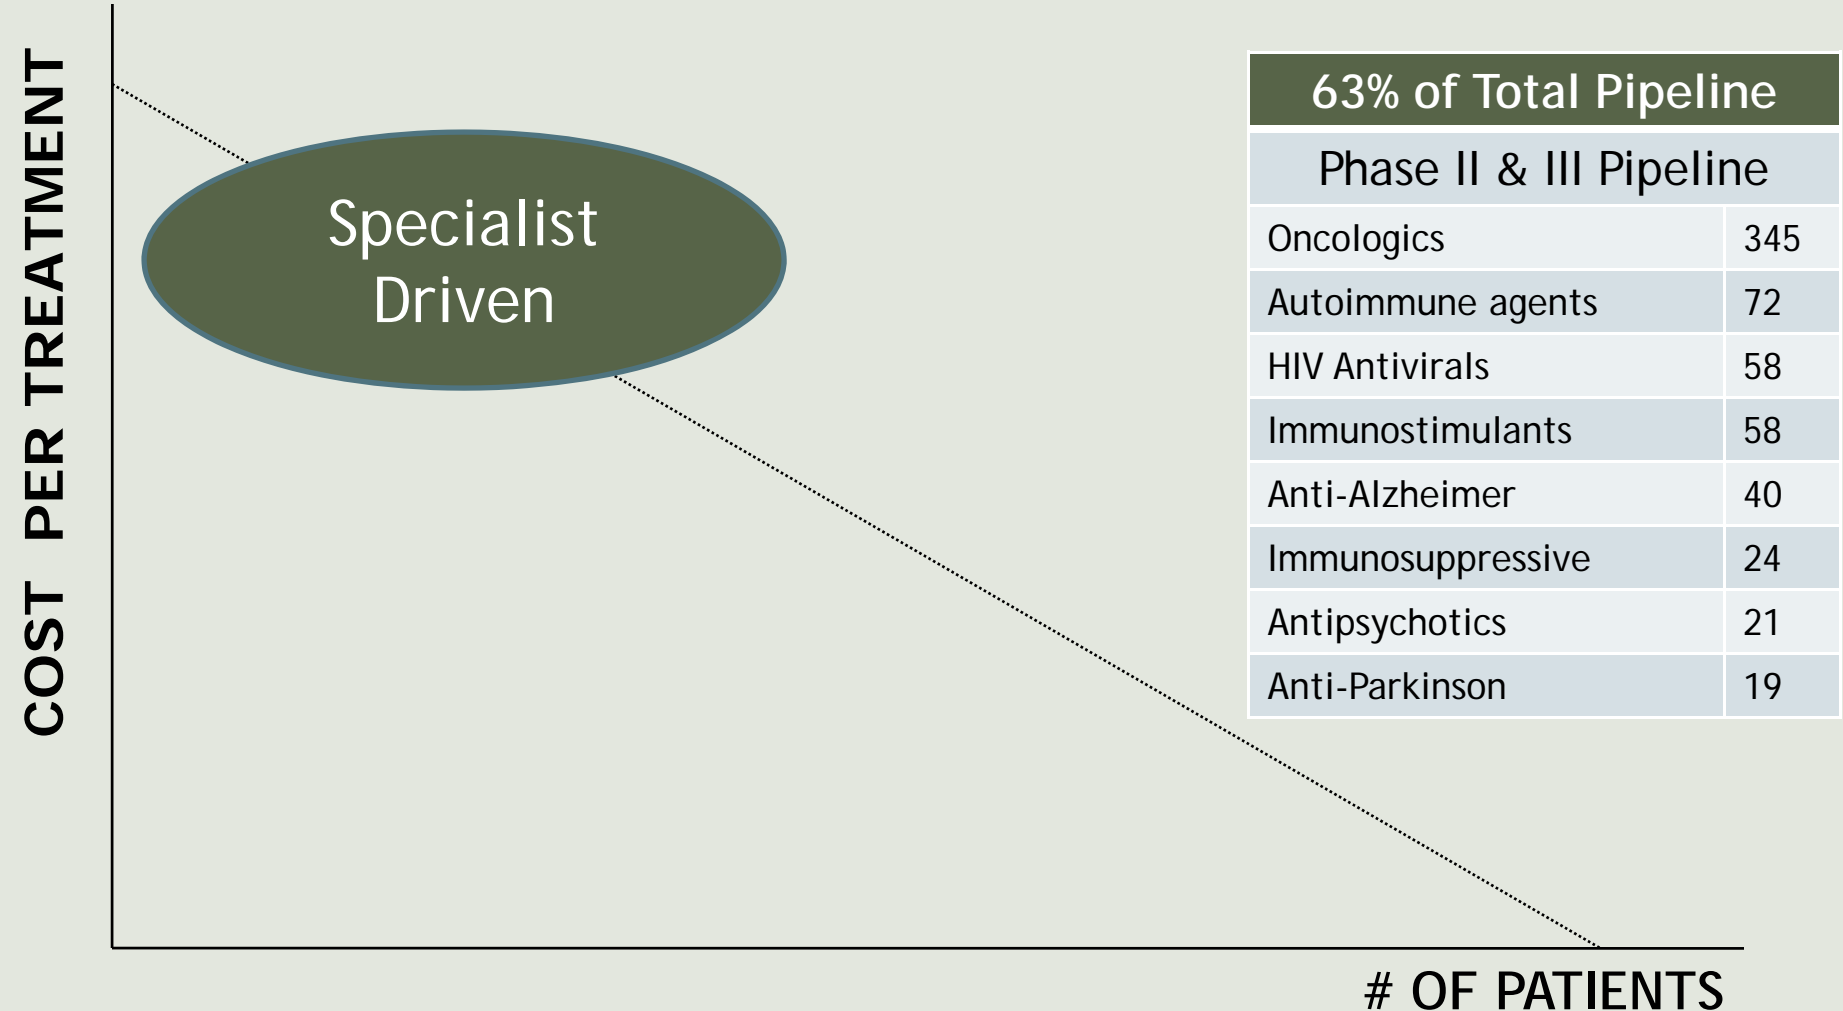 COST PER TREATMENT
Specialist
Driven
63% of Total Pipeline
Phase II & III Pipeline
Oncologics 345
Autoimmune agents 72
HIV Antivirals 58
Immunostimulants 58
Anti-Alzheimer 40
Immunosuppressive 24
Antipsychotics 21
Anti-Parkinson 19
# OF PATIENTS